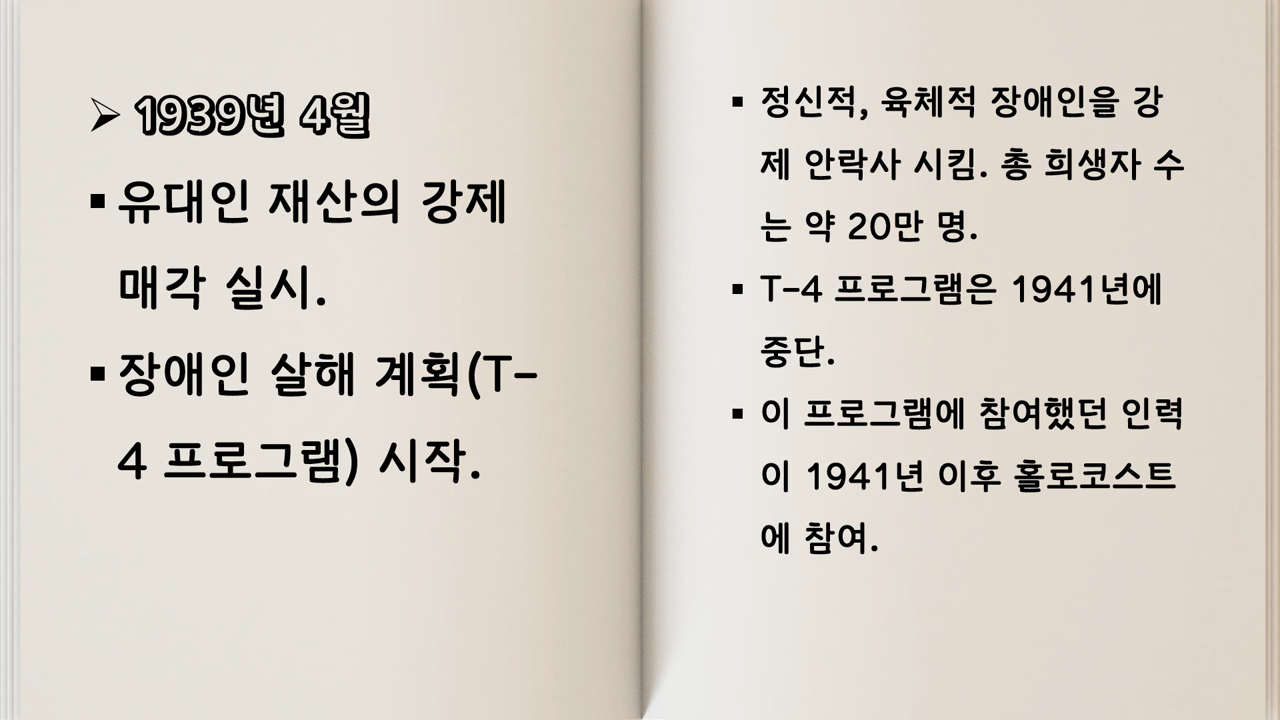 ➢ 1939년 4월
▪ 유대인 재산의 강제
매각 실시.
▪ 장애인 살해 계획(T-
4 프로그램) 시작.
▪ 정신적, 육체적 장애인을 강
제 안락사 시킴. 총 희생자 수
는 약 20만 명.
▪ T-4 프로그램은 1941년에
중단.
▪ 이 프로그램에 참여했던 인력
이 1941년 이후 홀로코스트
에 참여.